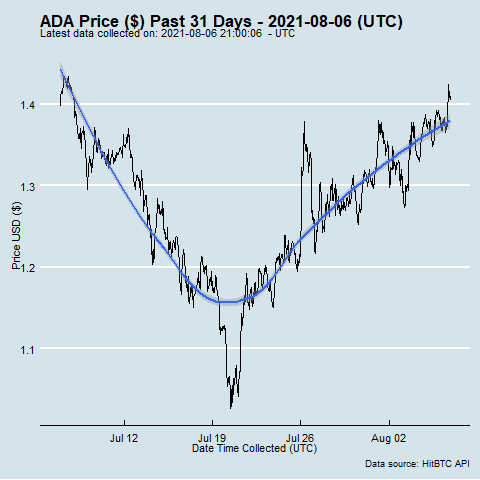 ADA Price ($) Past 31 Days - 2021-08-06 (UTC)
Latest data collected on: 2021-08-06 21:00:06 - UTC
Price USD ($)
1.4
1.3
1.2
1.1
Jul 12 Jul 19 Jul 26 Aug 02
Date Time Collected (UTC)
Data source: HitBTC API